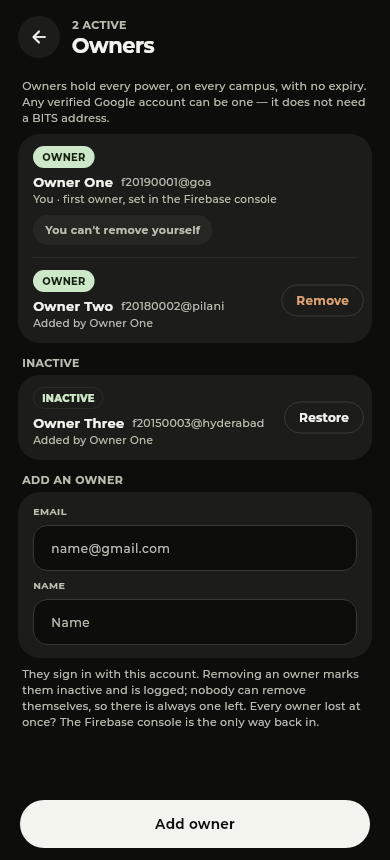 2 ACTIVE
Owners
Owners hold every power, on every campus, with no expiry.
Any verified Google account can be one — it does not need
a BITS address.
OWNER
Owner One f20190001@goa
You · first owner, set in the Firebase console
You can't remove yourself
OWNER
Owner Two f20180002@pilani
Added by Owner One
Remove
INACTIVE
INACTIVE
Owner Three f20150003@hyderabad
Added by Owner One
Restore
ADD AN OWNER
EMAIL
name@gmail.com
NAME
Name
They sign in with this account. Removing an owner marks
them inactive and is logged; nobody can remove
themselves, so there is always one left. Every owner lost at
once? The Firebase console is the only way back in.
Add owner